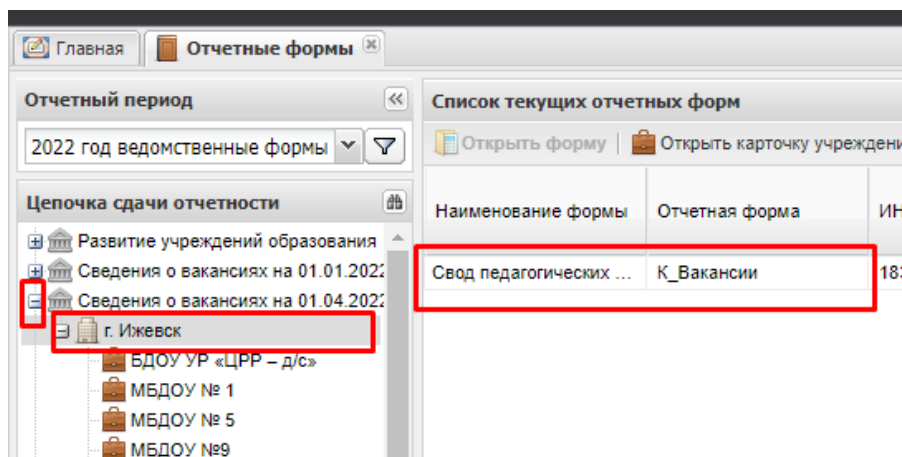 Главная
Отчетные формы
Отчетный период
2022 год ведомственные формы
Цепочка сдачи отчетности
Развитие учреждений образования
Сведения о вакансиях на 01.01.2022
Сведения о вакансиях на 01.04.2022
г. Ижевск
БДОУ УР «ЦРР – д/с»
МБДОУ № 1
МБДОУ № 5
МБДОУ №9
Список текущих отчетных форм
Открыть форму
Открыть карточку учрежден
Наименование формы
Отчетная форма
ИН
Свод педагогических ...
К_Вакансии
183